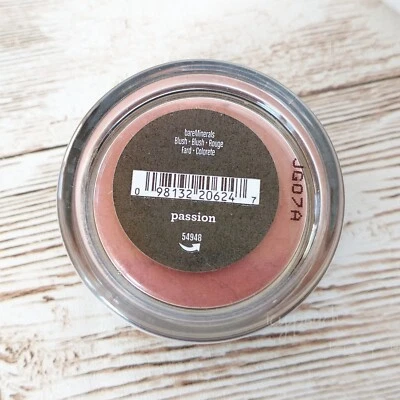 bareMinerals
Blush - Blush - Rouge
Fard - Colorete
0 98132 20624 7
passion
54948
JG07A